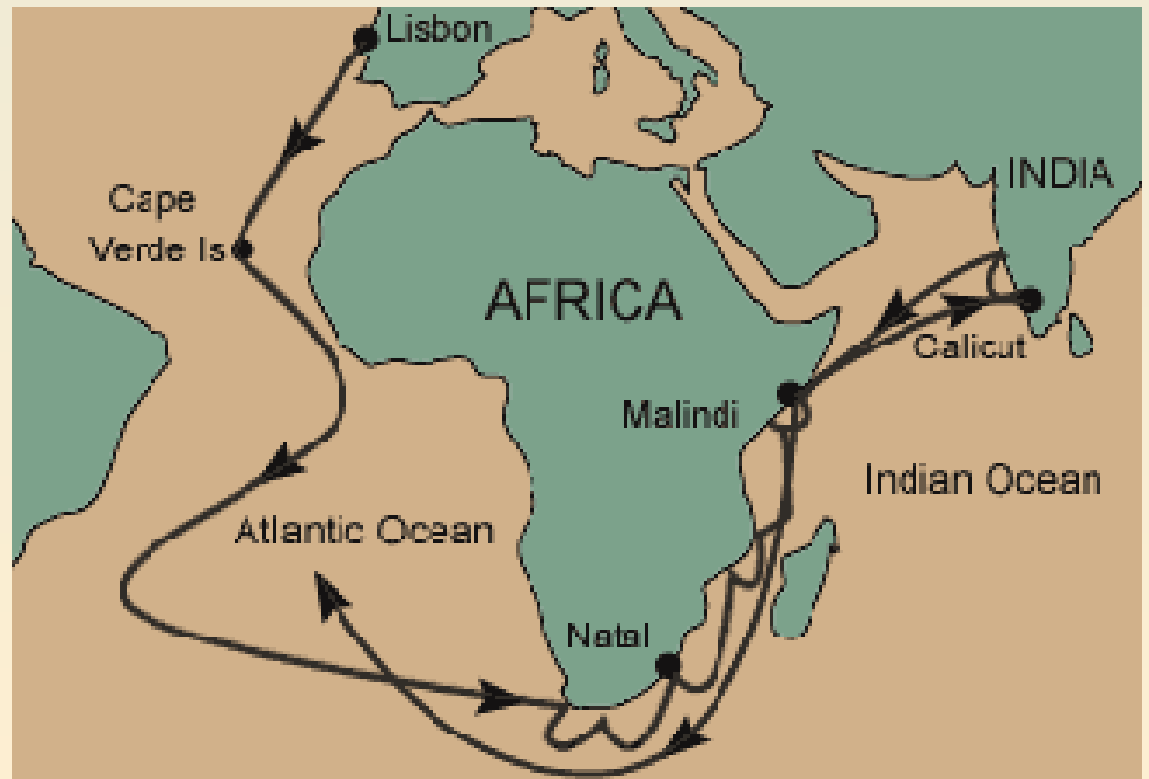 Lisbon
Cape
Verde Is
INDIA
AFRICA
Calicut
Malindi
Indian Ocean
Atlantic Ocean
Natal